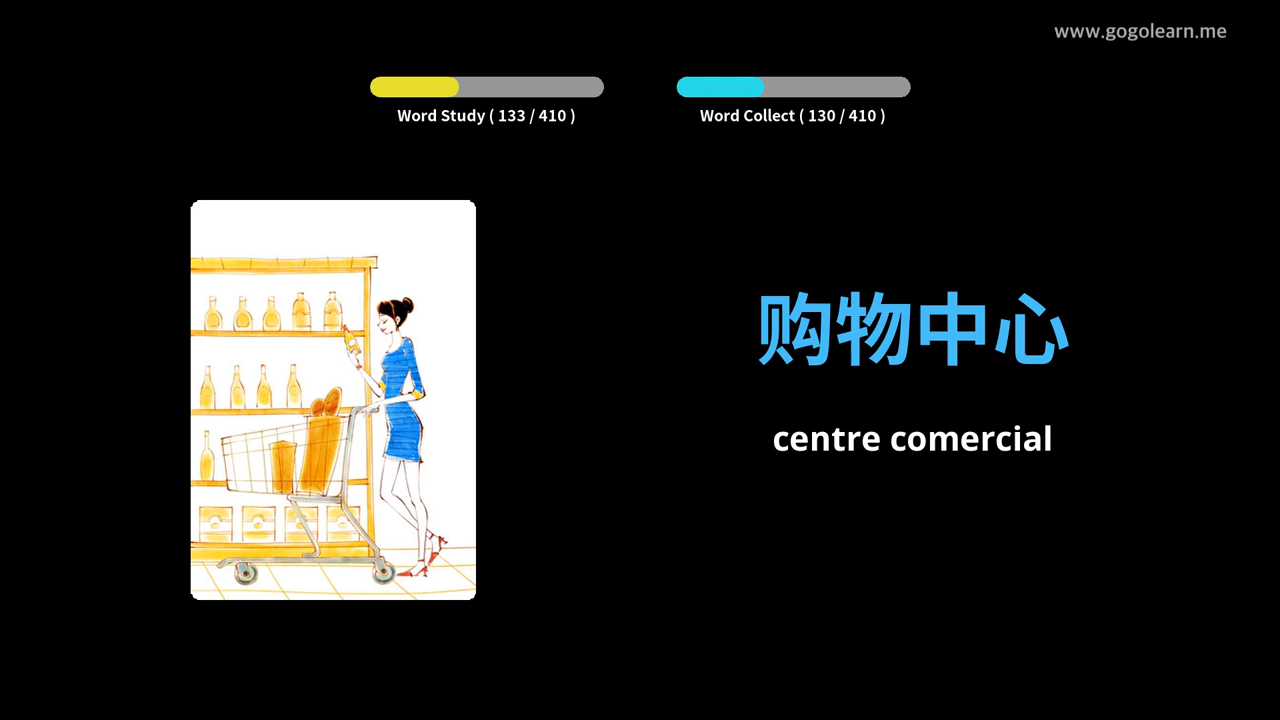 www.gogolearn.me
Word Study ( 133 / 410 )
Word Collect ( 130 / 410 )
购物中心
centre comercial